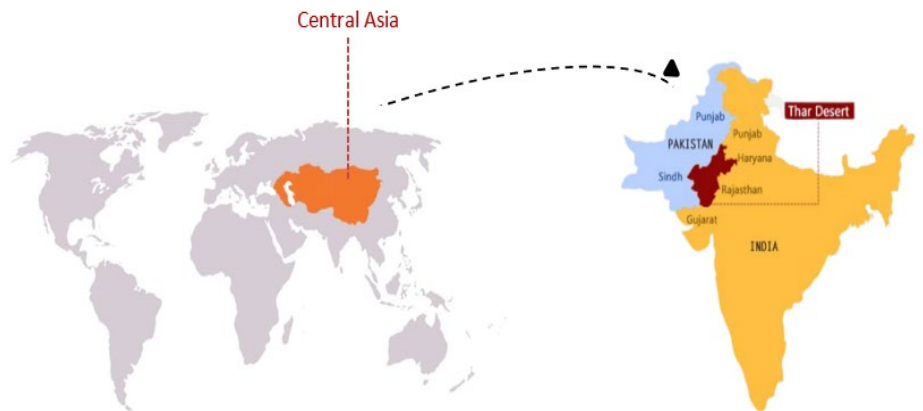 Central Asia
Thar Desert
Punjab
Punjab
PAKISTAN
Haryana
Sindh
Rajasthan
Gujarat
INDIA